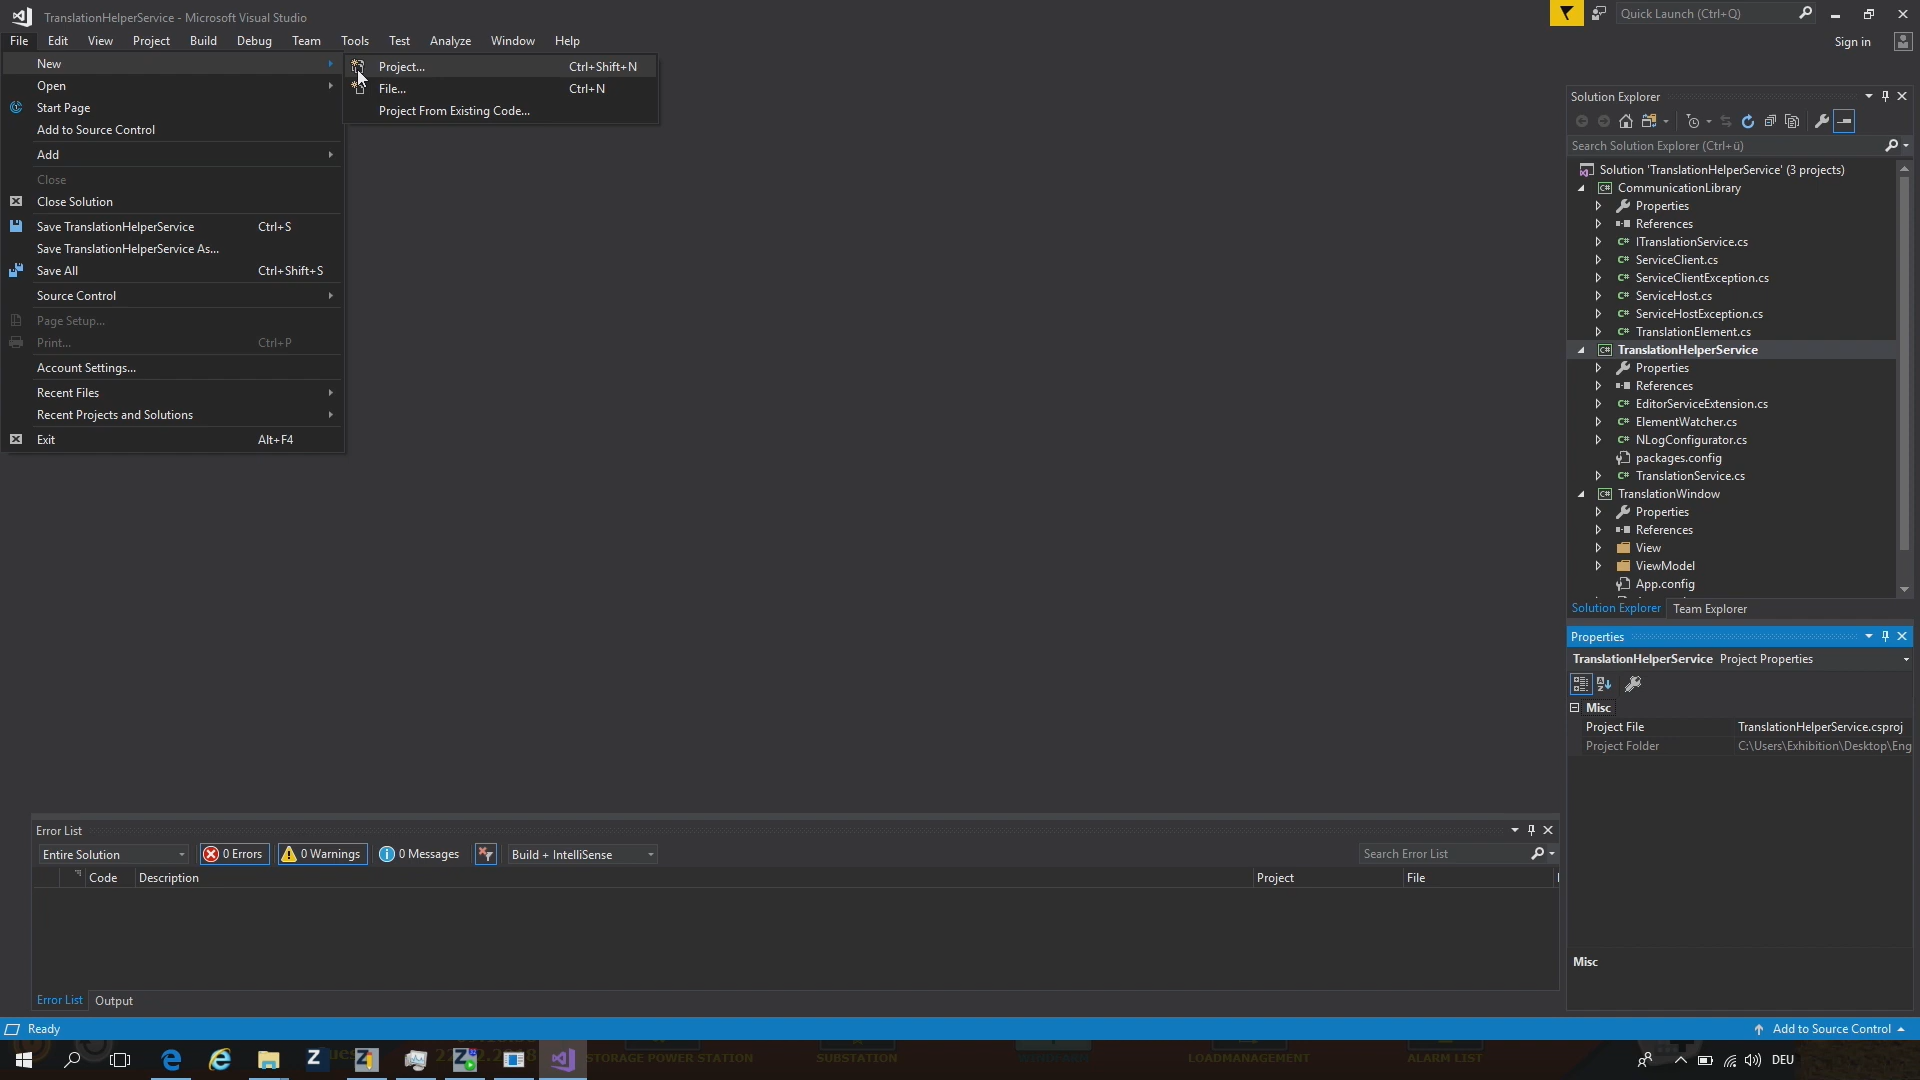 TranslationHelperService - Microsoft Visual Studio
Quick Launch (Ctrl+Q)
File Edit View Project Build Debug Team Tools Test Analyze Window Help
Sign in
New
Open
Start Page
Add to Source Control
Add
Close
Close Solution
Save TranslationHelperService Ctrl+S
Save TranslationHelperService As...
Save All Ctrl+Shift+S
Source Control
Page Setup...
Print... Ctrl+P
Account Settings...
Recent Files
Recent Projects and Solutions
Exit Alt+F4
Project... Ctrl+Shift+N
File... Ctrl+N
Project From Existing Code...
Solution Explorer
Search Solution Explorer (Ctrl+ü)
Solution 'TranslationHelperService' (3 projects)
CommunicationLibrary
Properties
References
ITranslationService.cs
ServiceClient.cs
ServiceClientException.cs
ServiceHost.cs
ServiceHostException.cs
TranslationElement.cs
TranslationHelperService
Properties
References
EditorServiceExtension.cs
ElementWatcher.cs
NLogConfigurator.cs
packages.config
TranslationService.cs
TranslationWindow
Properties
References
View
ViewModel
App.config
Solution Explorer Team Explorer
Properties
TranslationHelperService Project Properties
Misc
Project File TranslationHelperService.csproj
Project Folder C:\Users\Exhibition\Desktop\Eng
Misc
Error List
Entire Solution 0 Errors 0 Warnings 0 Messages Build + IntelliSense Search Error List
Code Description Project File
Error List Output
Ready
Add to Source Control
STORAGE POWER STATION SUBSTATION LOADMANAGEMENT ALARM LIST
DEU